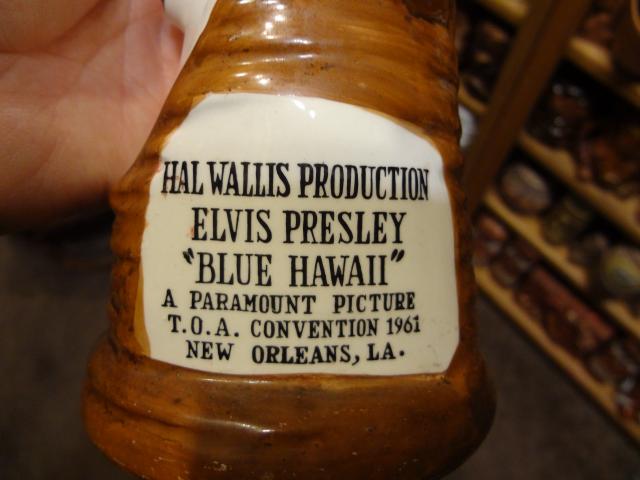 HAL WALLIS PRODUCTION
ELVIS PRESLEY
"BLUE HAWAII"
A PARAMOUNT PICTURE
T.O.A. CONVENTION 1961
NEW ORLEANS, LA.